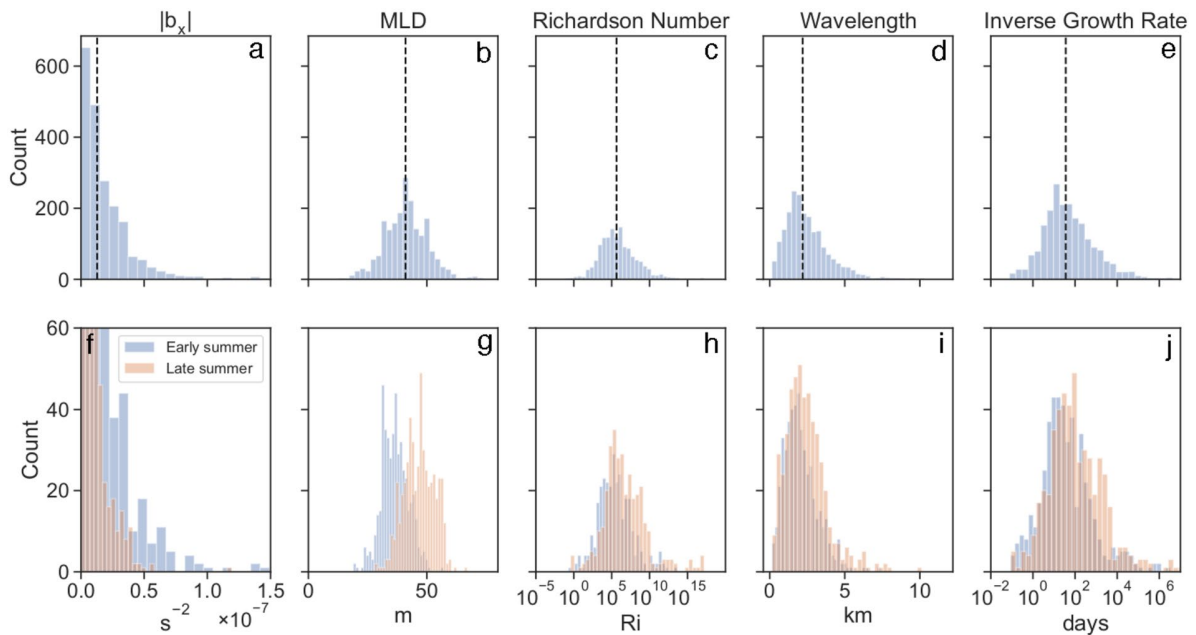 |bₓ| MLD Richardson Number Wavelength Inverse Growth Rate
a b c d e
600
400
200
0
Count
f g h i j
Early summer
Late summer
60
40
20
0
Count
0.0 0.5 1.0 1.5 0 50 10⁻⁵ 10⁰ 10⁵ 10¹⁰ 10¹⁵ 0 5 10 10⁻² 10⁰ 10² 10⁴ 10⁶
s⁻² ×10⁻⁷ m Ri km days